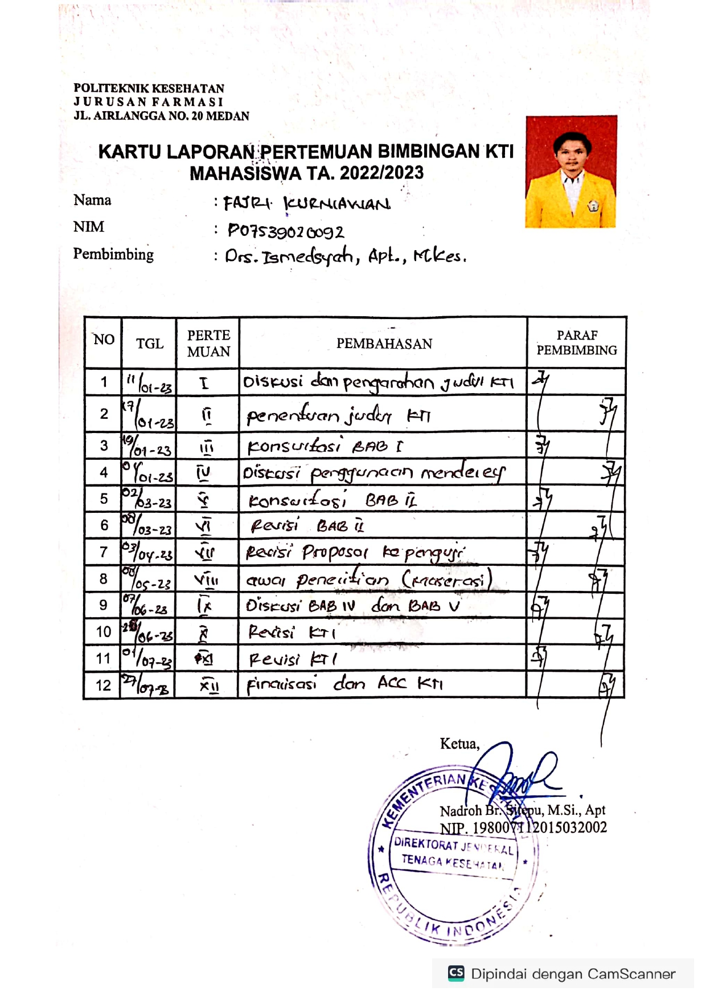 POLITEKNIK KESEHATAN
JURUSAN FARMASI
JL. AIRLANGGA NO. 20 MEDAN
KARTU LAPORAN PERTEMUAN BIMBINGAN KTI
MAHASISWA TA. 2022/2023
Nama : FAJRI KURNIAWAN
NIM : P07539020092
Pembimbing : Drs. Ismedsyah, Apt., Mkes.
NO TGL PERTE MUAN PEMBAHASAN PARAF PEMBIMBING
1 11/01-23 I Diskusi dan pengarahan judul KTI
2 17/01-23 II penentuan judul KTI
3 19/01-23 III Konsultasi BAB I
4 01-23 IV Diskusi penggunaan mendeley
5 02/03-23 V Konsultasi BAB II
6 08/03-23 VI Revisi BAB II
7 03/04-23 VII Revisi Proposal ke penguji
8 08/05-23 VIII awal penelitian (Maserasi)
9 07/06-23 IX Diskusi BAB IV dan BAB V
10 06-23 X Revisi KTI
11 01/07-23 XI Revisi KTI
12 27/07-23 XII Finalisasi dan ACC KTI
Ketua,
Nadroh Br. Sitepu, M.Si., Apt
NIP. 198007112015032002
KEMENTERIAN KESEHATAN
DIREKTORAT JENDERAL
TENAGA KESEHATAN
REPUBLIK INDONESIA
CS Dipindai dengan CamScanner